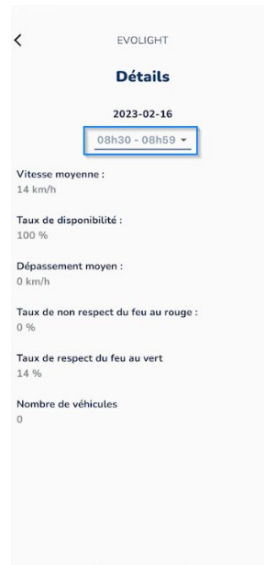 EVOLIGHT
Détails
2023-02-16
08h30 - 08h59
Vitesse moyenne :
14 km/h
Taux de disponibilité :
100 %
Dépassement moyen :
0 km/h
Taux de non respect du feu au rouge :
0 %
Taux de respect du feu au vert
14 %
Nombre de véhicules
0